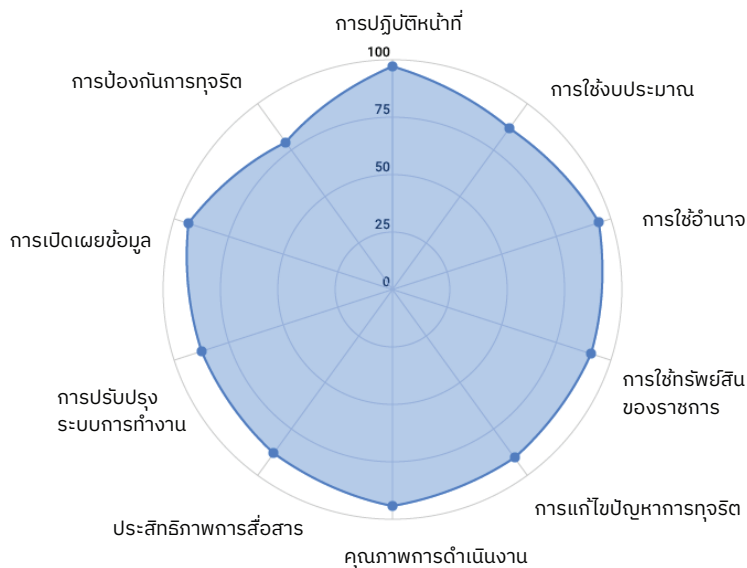 การปฏิบัติหน้าที่
100
การป้องกันการทุจริต
การใช้งบประมาณ
75
50
การใช้อำนาจ
การเปิดเผยข้อมูล
25
0
การใช้ทรัพย์สิน
ของราชการ
การปรับปรุง
ระบบการทำงาน
การแก้ไขปัญหาการทุจริต
ประสิทธิภาพการสื่อสาร
คุณภาพการดำเนินงาน